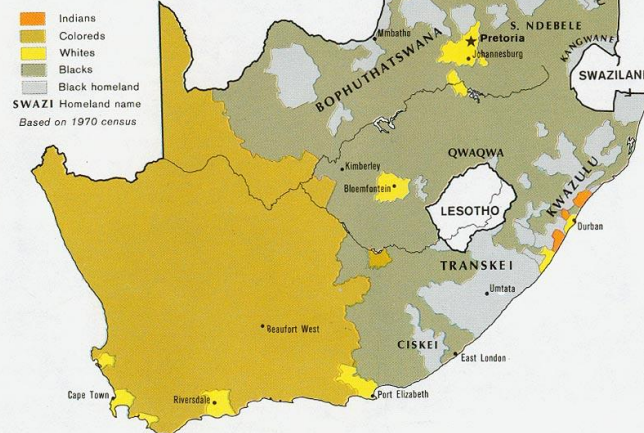 Indians
Coloreds
Whites
Blacks
Black homeland
SWAZI Homeland name
Based on 1970 census
Mmbatho
BOPHUTHATSWANA
S. NDEBELE
Pretoria
Johannesburg
KANGWANE
SWAZILAN
Kimberley
QWAQWA
Bloemfontein
LESOTHO
KWAZULU
Durban
TRANSKEI
Umtata
Beaufort West
CISKEI
East London
Cape Town
Riversdale
Port Elizabeth